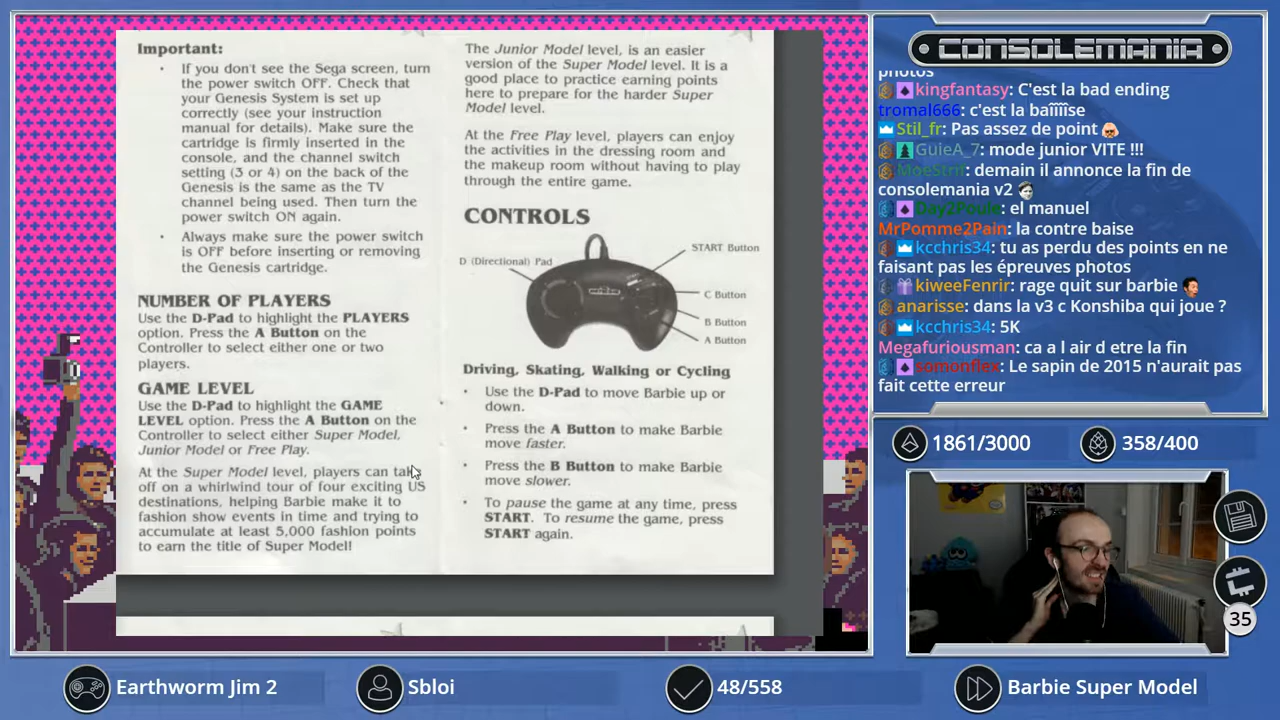 Important:
• If you don't see the Sega screen, turn
the power switch OFF. Check that
your Genesis System is set up
correctly (see your instruction
manual for details). Make sure the
cartridge is firmly inserted in the
console, and the channel switch
setting (3 or 4) on the back of the
Genesis is the same as the TV
channel being used. Then turn the
power switch ON again.
• Always make sure the power switch
is OFF before inserting or removing
the Genesis cartridge.
NUMBER OF PLAYERS
Use the D-Pad to highlight the PLAYERS
option. Press the A Button on the
Controller to select either one or two
players.
GAME LEVEL
Use the D-Pad to highlight the GAME
LEVEL option. Press the A Button on the
Controller to select either Super Model,
Junior Model or Free Play.
At the Super Model level, players can take
off on a whirlwind tour of four exciting US
destinations, helping Barbie make it to
fashion show events in time and trying to
accumulate at least 5,000 fashion points
to earn the title of Super Model!
The Junior Model level, is an easier
version of the Super Model level. It is a
good place to practice earning points
here to prepare for the harder Super
Model level.
At the Free Play level, players can enjoy
the activities in the dressing room and
the makeup room without having to play
through the entire game.
CONTROLS
START Button
D (Directional) Pad
C Button
B Button
A Button
Driving, Skating, Walking or Cycling
• Use the D-Pad to move Barbie up or
down.
• Press the A Button to make Barbie
move faster.
• Press the B Button to make Barbie
move slower.
• To pause the game at any time, press
START. To resume the game, press
START again.
CONSOLEMANIA
photos
kingfantasy: C'est la bad ending
tromal666: c'est la baîîîîse
Stil_fr: Pas assez de point
GuieA_7: mode junior VITE !!!
MoeStrif: demain il annonce la fin de
consolemania v2
Day2Poule: el manuel
MrPomme2Pain: la contre baise
kcchris34: tu as perdu des points en ne
faisant pas les épreuves photos
kiweeFenrir: rage quit sur barbie
anarisse: dans la v3 c Konshiba qui joue ?
kcchris34: 5K
Megafuriousman: ca a l air d etre la fin
somonflex: Le sapin de 2015 n'aurait pas
fait cette erreur
1861/3000
358/400
35
Earthworm Jim 2
Sbloi
48/558
Barbie Super Model